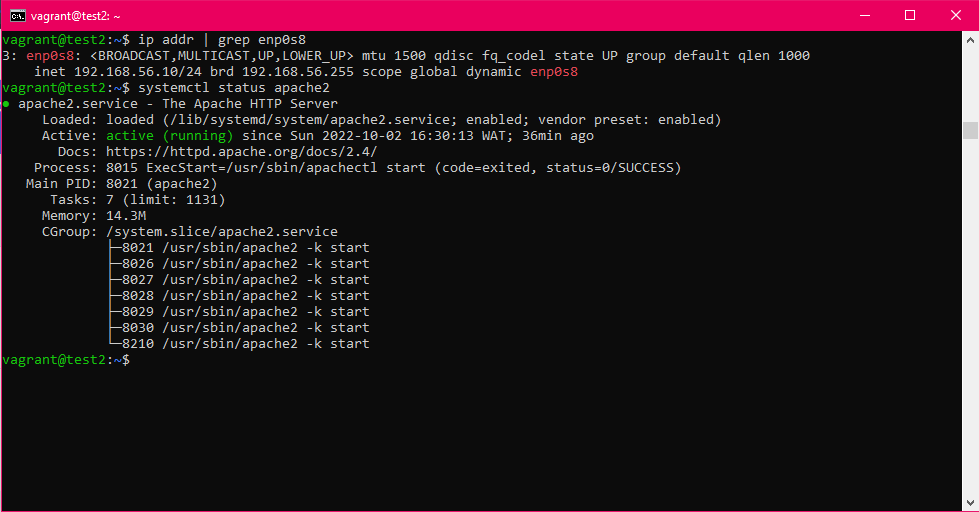 vagrant@test2: ~
vagrant@test2:~$ ip addr | grep enp0s8
3: enp0s8: <BROADCAST,MULTICAST,UP,LOWER_UP> mtu 1500 qdisc fq_codel state UP group default qlen 1000
    inet 192.168.56.10/24 brd 192.168.56.255 scope global dynamic enp0s8
vagrant@test2:~$ systemctl status apache2
● apache2.service - The Apache HTTP Server
     Loaded: loaded (/lib/systemd/system/apache2.service; enabled; vendor preset: enabled)
     Active: active (running) since Sun 2022-10-02 16:30:13 WAT; 36min ago
       Docs: https://httpd.apache.org/docs/2.4/
    Process: 8015 ExecStart=/usr/sbin/apachectl start (code=exited, status=0/SUCCESS)
   Main PID: 8021 (apache2)
      Tasks: 7 (limit: 1131)
     Memory: 14.3M
     CGroup: /system.slice/apache2.service
             ├─8021 /usr/sbin/apache2 -k start
             ├─8026 /usr/sbin/apache2 -k start
             ├─8027 /usr/sbin/apache2 -k start
             ├─8028 /usr/sbin/apache2 -k start
             ├─8029 /usr/sbin/apache2 -k start
             ├─8030 /usr/sbin/apache2 -k start
             └─8210 /usr/sbin/apache2 -k start
vagrant@test2:~$